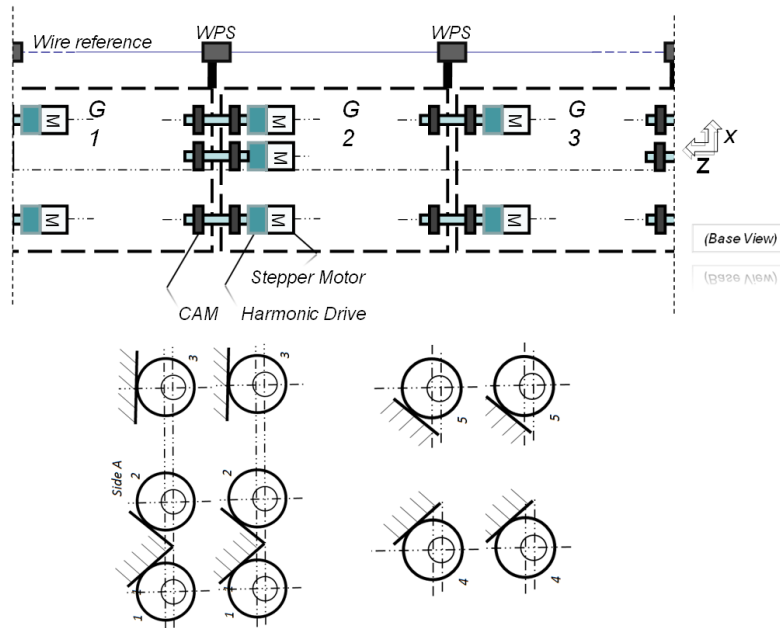 WPS
WPS
Wire reference
G
1
G
2
G
3
M
M
M
M
M
M
M
X
Z
(Base View)
(Base View)
Stepper Motor
CAM
Harmonic Drive
3
3
5
5
Side A
2
2
1
1
4
4